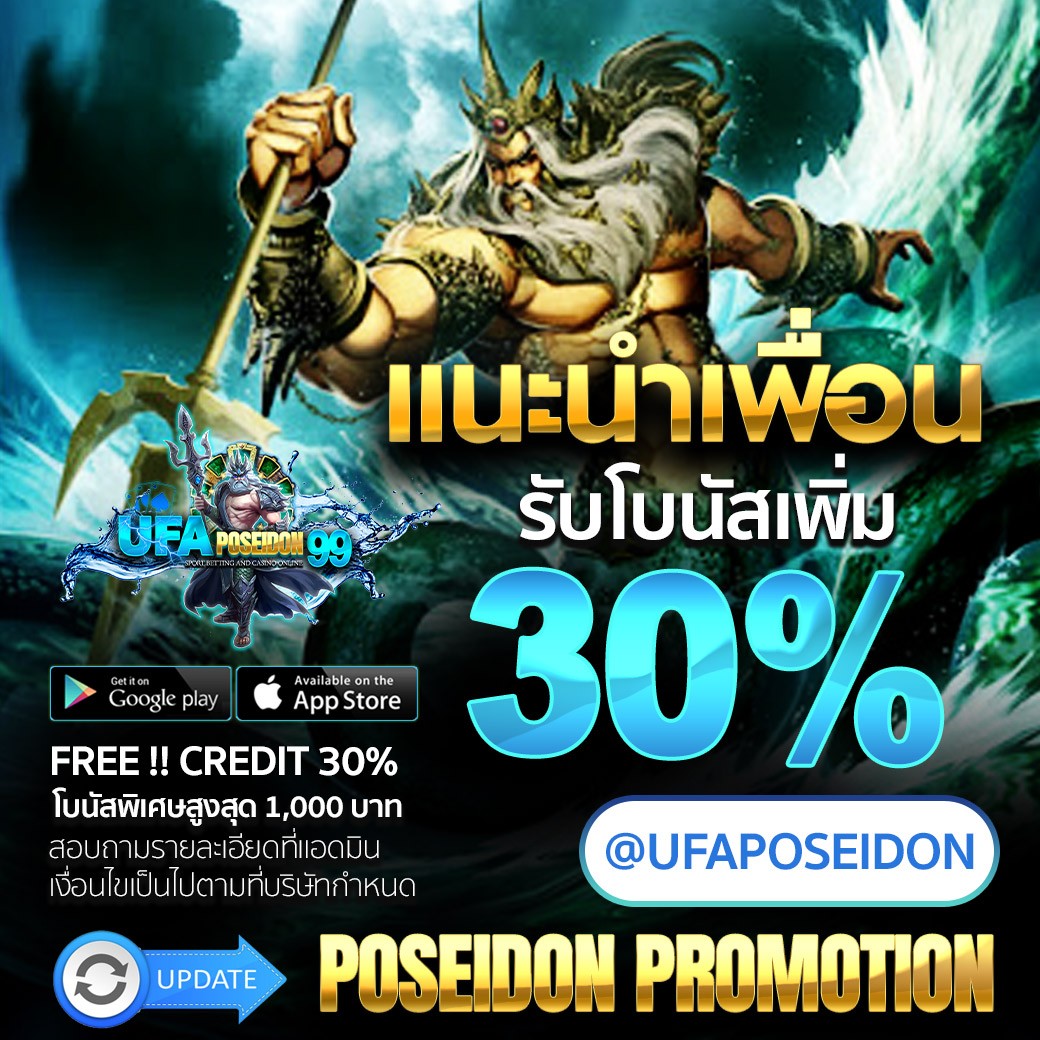 แนะนำเพื่อน
รับโบนัสเพิ่ม
30%
UFA POSEIDON 99
SPORT BETTING AND CASINO ONLINE
Get it on
Google play
Available on the
App Store
FREE !! CREDIT 30%
โบนัสพิเศษสูงสุด 1,000 บาท
สอบถามรายละเอียดที่แอดมิน
เงื่อนไขเป็นไปตามที่บริษัทกำหนด
@UFAPOSEIDON
UPDATE
POSEIDON PROMOTION